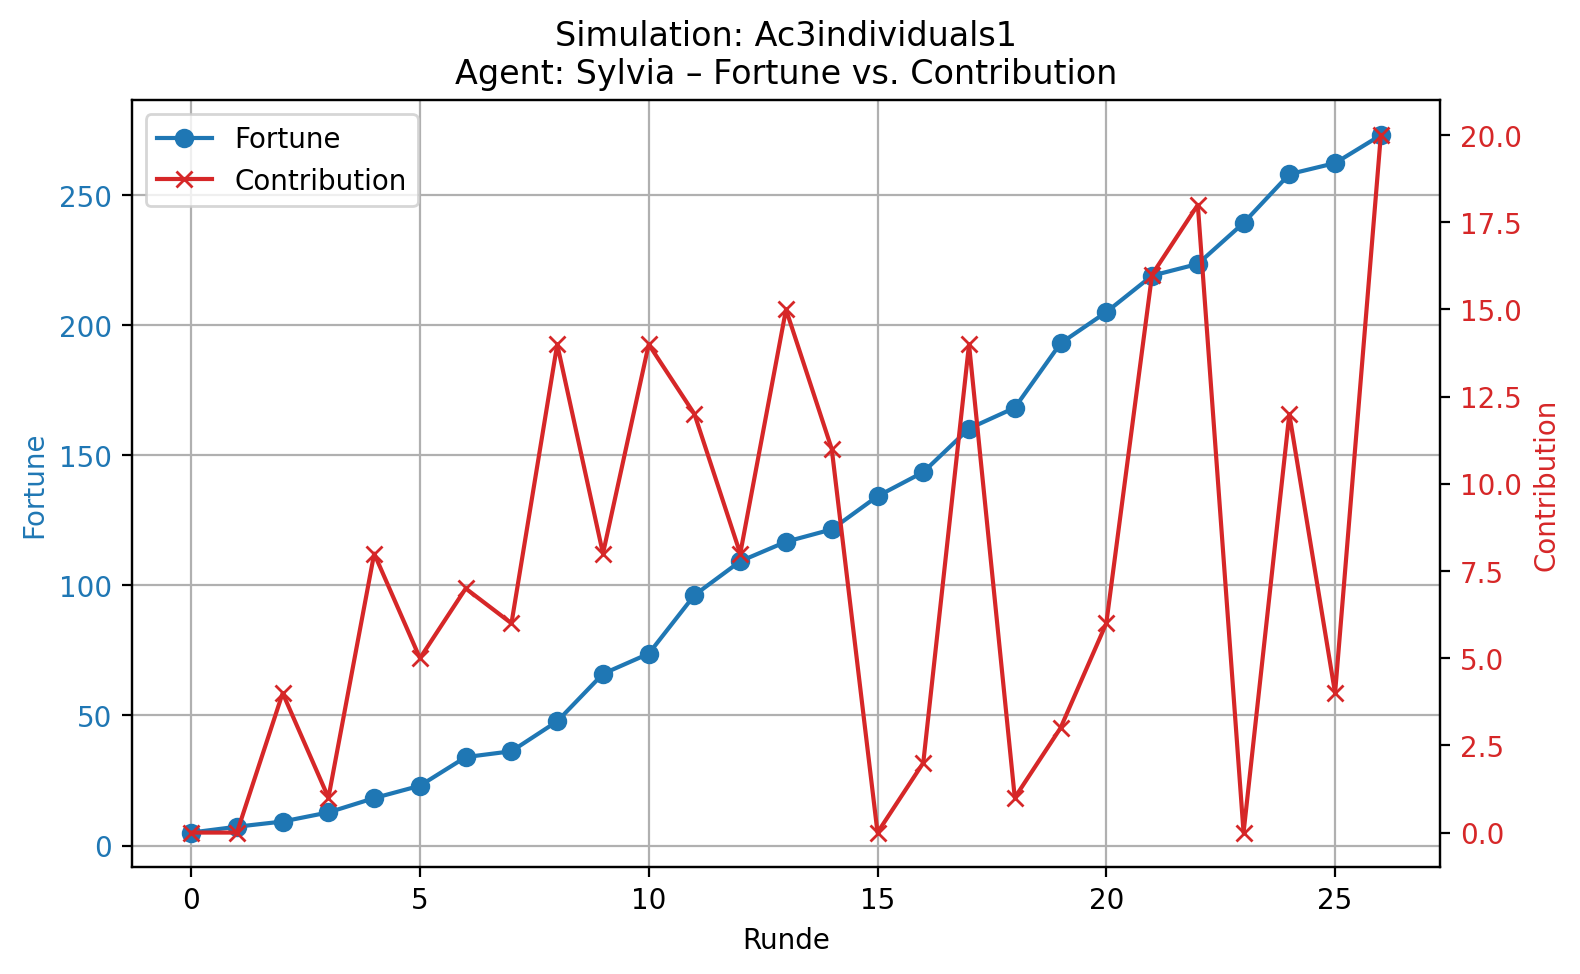 Simulation: Ac3individuals1
Agent: Sylvia – Fortune vs. Contribution
Fortune
Contribution
250
200
150
100
50
0
Fortune
20.0
17.5
15.0
12.5
10.0
7.5
5.0
2.5
0.0
Contribution
0 5 10 15 20 25
Runde